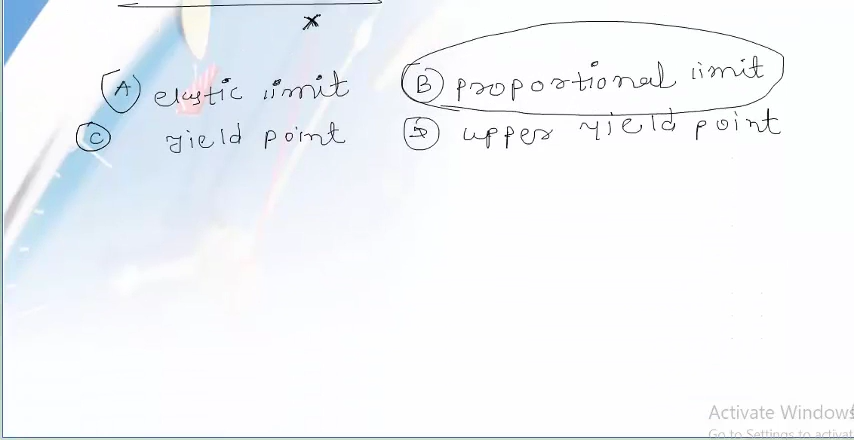 x
(A) elastic limit (B) proportional limit
(C) yield point (D) upper yield point
Activate Windows
Go to Settings to activat